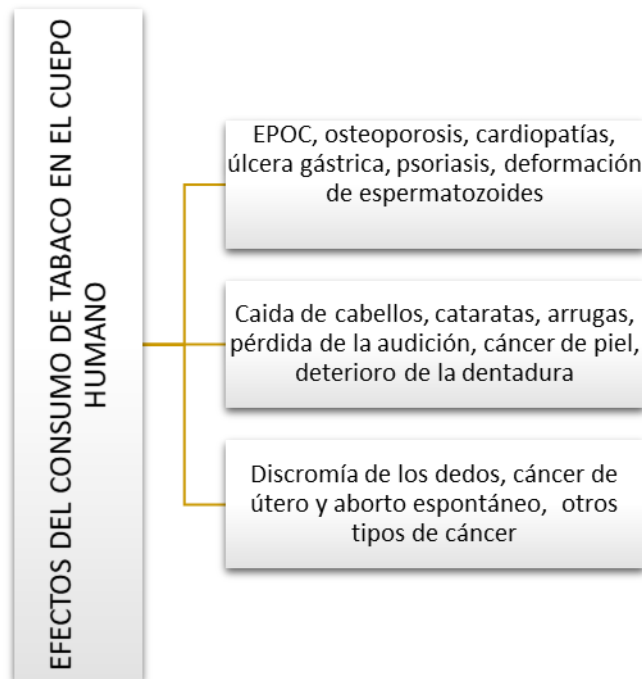 EFECTOS DEL CONSUMO DE TABACO EN EL CUEPO
HUMANO
EPOC, osteoporosis, cardiopatías,
úlcera gástrica, psoriasis, deformación
de espermatozoides
Caida de cabellos, cataratas, arrugas,
pérdida de la audición, cáncer de piel,
deterioro de la dentadura
Discromía de los dedos, cáncer de
útero y aborto espontáneo, otros
tipos de cáncer